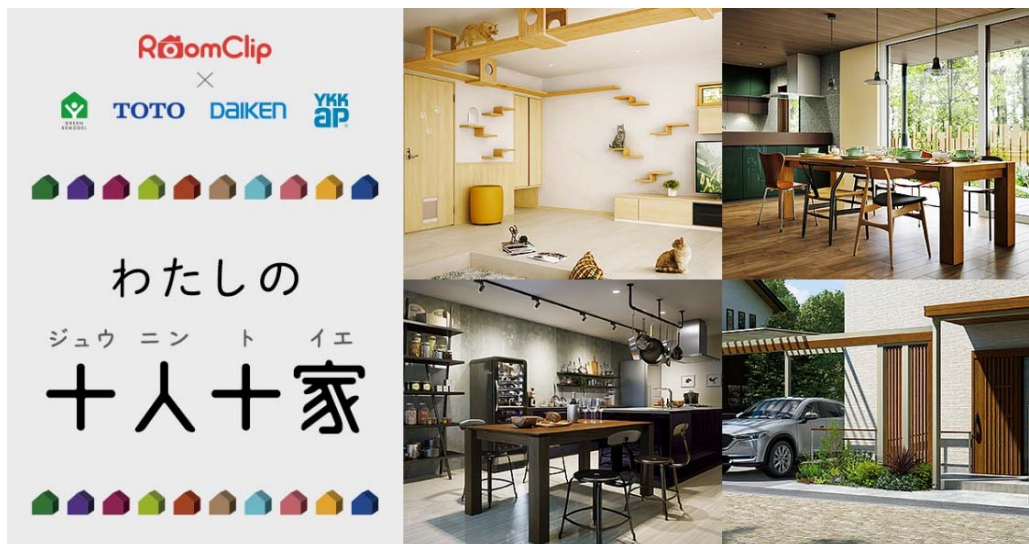 RoomClip
×
GREEN REMODEL TOTO DAIKEN YKK ap
わたしの
ジュウ ニン ト イエ
十人十家